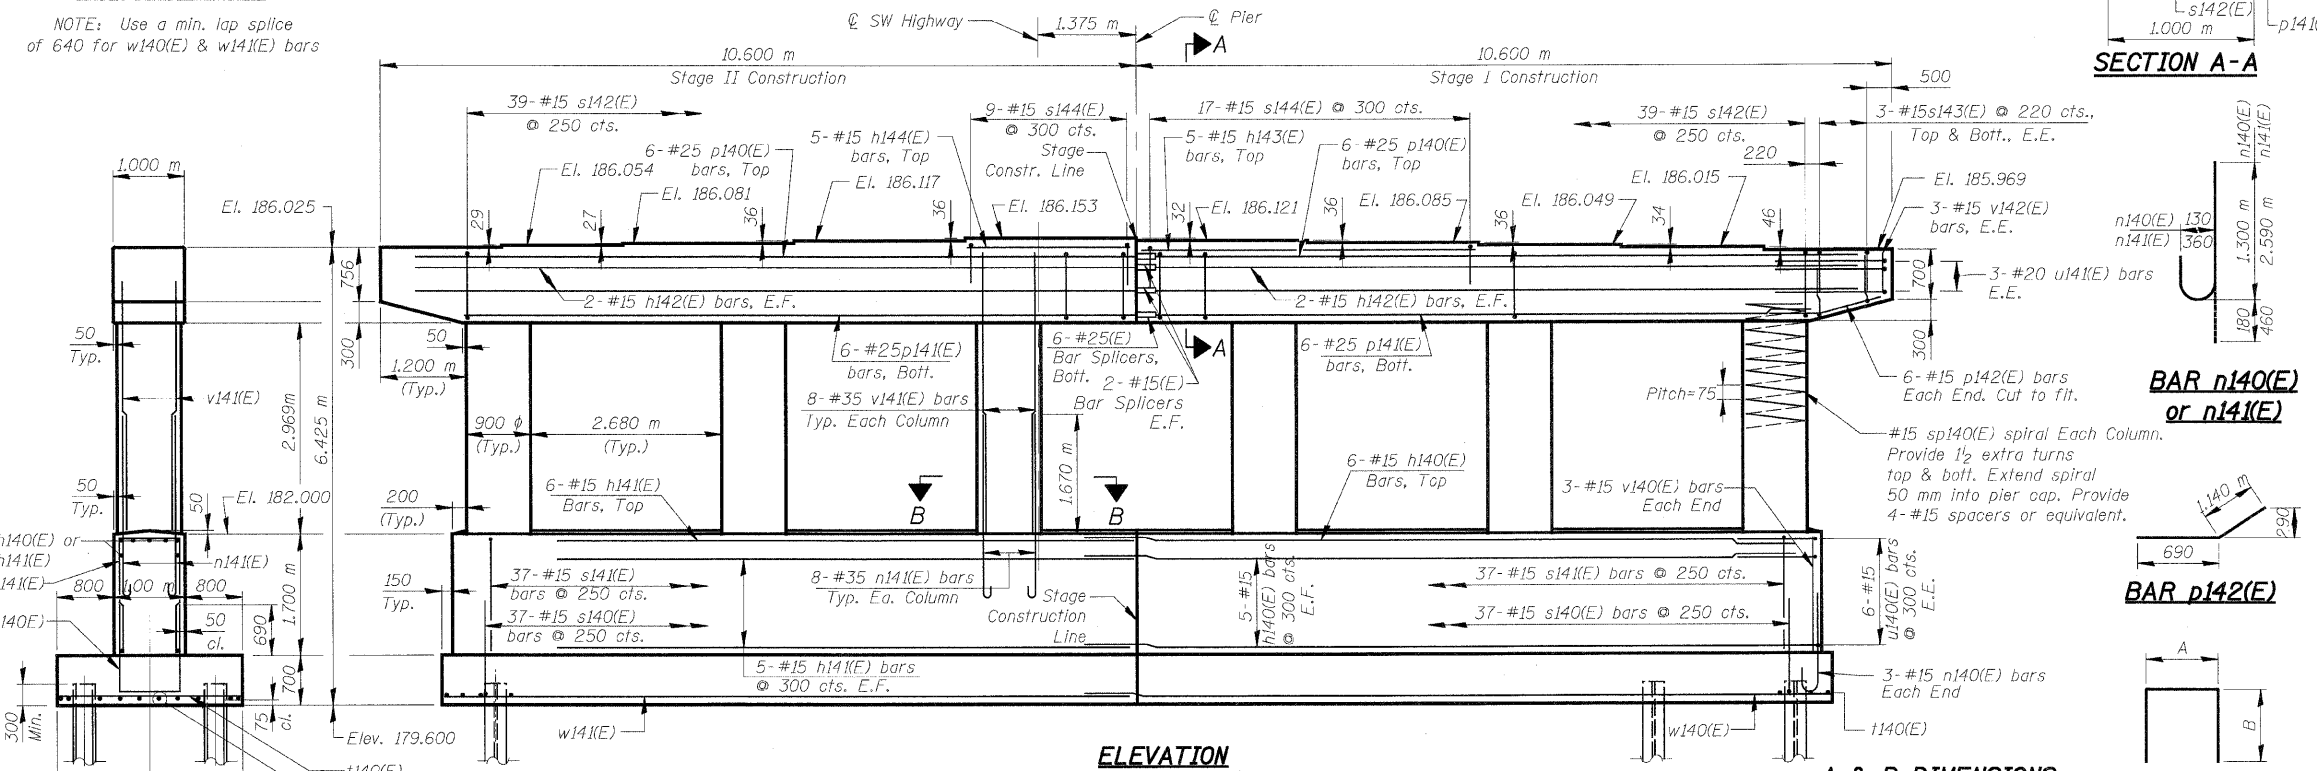 NOTE: Use a min. lap splice
of 640 for w140(E) & w141(E) bars
℄ SW Highway
1.375 m
℄ Pier
A
10.600 m
Stage II Construction
10.600 m
Stage I Construction
500
s142(E)
1.000 m
SECTION A-A
39-#15 s142(E)
@ 250 cts.
9-#15 s144(E)
@ 300 cts.
17-#15 s144(E) @ 300 cts.
39-#15 s142(E)
@ 250 cts.
3-#15s143(E) @ 220 cts.,
Top & Bott., E.E.
6-#25 p140(E)
bars, Top
5-#15 h144(E)
bars, Top
Stage
Constr. Line
5-#15 h143(E)
bars, Top
6-#25 p140(E)
bars, Top
220
1.000 m
El. 186.025
El. 186.054
El. 186.081
El. 186.117
El. 186.153
El. 186.121
El. 186.085
El. 186.049
El. 186.015
El. 185.969
3-#15 v142(E)
bars, E.E.
29
27
36
36
32
36
36
34
46
756
300
700
300
3-#20 u141(E) bars
E.E.
2-#15 h142(E) bars, E.F.
2-#15 h142(E) bars, E.F.
n140(E)
n141(E)
n140(E) 130
n141(E) 360
1.300 m
2.590 m
180
460
BAR n140(E)
or n141(E)
50
Typ.
50
1.200 m
(Typ.)
6-#25p141(E)
bars, Bott.
6-#25(E)
Bar Splicers,
Bott.
2-#15(E)
Bar Splicers
E.F.
A
6-#25 p141(E)
bars, Bott.
Pitch=75
6-#15 p142(E) bars
Each End. Cut to fit.
v141(E)
2.969m
6.425 m
900 ϕ
(Typ.)
2.680 m
(Typ.)
8-#35 v141(E) bars
Typ. Each Column
1.670 m
#15 sp140(E) spiral Each Column.
Provide 1½ extra turns
top & bott. Extend spiral
50 mm into pier cap. Provide
4-#15 spacers or equivalent.
50
Typ.
50
El. 182.000
200
(Typ.)
6-#15 h141(E)
Bars, Top
B
B
6-#15 h140(E)
Bars, Top
3-#15 v140(E) bars
Each End
1.140 m
290
690
BAR p142(E)
h140(E) or
h141(E)
n141(E)
800
800
150
Typ.
37-#15 s141(E)
bars @ 250 cts.
37-#15 s140(E)
bars @ 250 cts.
8-#35 n141(E) bars
Typ. Ea. Column
Stage
Construction
Line
5-#15
h140(E) bars
@ 300 cts.
E.F.
37-#15 s141(E) bars @ 250 cts.
37-#15 s140(E) bars @ 250 cts.
6-#15
u140(E) bars
@ 300 cts.
E.E.
50
cl.
690
1.700 m
700
5-#15 h141(E) bars
@ 300 cts. E.F.
3-#15 n140(E) bars
Each End
300
Min.
75
cl.
Elev. 179.600
w141(E)
w140(E)
t140(E)
t140(E)
ELEVATION
A
B